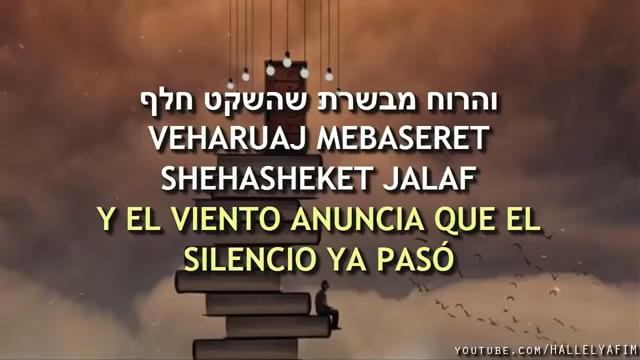 והרוח מבשרת שהשקט חלף
VEHARUAJ MEBASERET
SHEHASHEKET JALAF
Y EL VIENTO ANUNCIA QUE EL
SILENCIO YA PASÓ
YOUTUBE.COM/HALLELYAFIM